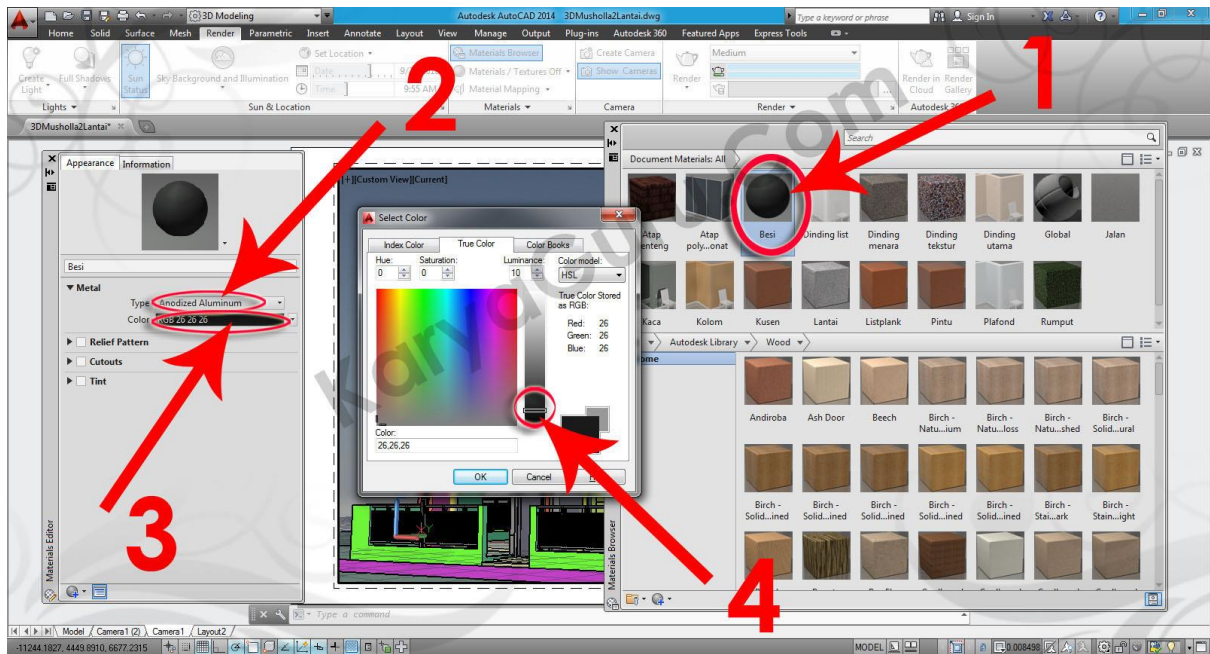 3D Modeling
Autodesk AutoCAD 2014 3DMusholla2Lantai.dwg
Type a keyword or phrase
Sign In
Home Solid Surface Mesh Render Parametric Insert Annotate Layout View Manage Output Plug-ins Autodesk 360 Featured Apps Express Tools
Create Light
Full Shadows
Sun Status
Sky Background and Illumination
Set Location
Date
Time
9:55 AM
Materials Browser
Materials / Textures Off
Material Mapping
Create Camera
Show Cameras
Render
Medium
Render in Cloud
Render Gallery
Lights
Sun & Location
Materials
Camera
Render
1
2
3
4
3DMusholla2Lantai*
Appearance Information
Besi
Metal
Type Anodized Aluminum
Color RGB 26 26 26
Relief Pattern
Cutouts
Tint
Materials Editor
[+][Custom View][Current]
Select Color
Index Color True Color Color Books
Hue: Saturation: Luminance: Color model:
0 0 10 HSL
True Color Stored
as RGB:
Red: 26
Green: 26
Blue: 26
Color:
26,26,26
OK Cancel
Search
Document Materials: All
Atap
Atap poly...onat
Besi
Dinding list
Dinding menara
Dinding tekstur
Dinding utama
Global
Jalan
Kaca Kolom Kusen Lantai Listplank Pintu Plafond Rumput
Autodesk Library Wood
Andiroba
Ash Door
Beech
Birch - Natu...ium
Birch - Natu...loss
Birch - Natu...shed
Birch - Solid...ural
Birch - Solid...ined
Birch - Solid...ined
Birch - Solid...ined
Birch - Solid...ined
Birch - Stai...ark
Birch - Stain...ight
Materials Browser
KaryaGuru.Com
Type a command
Model Camera1 (2) Camera1 Layout2
-11244.1827, 4449.8910, 6677.2315
MODEL
0.008498